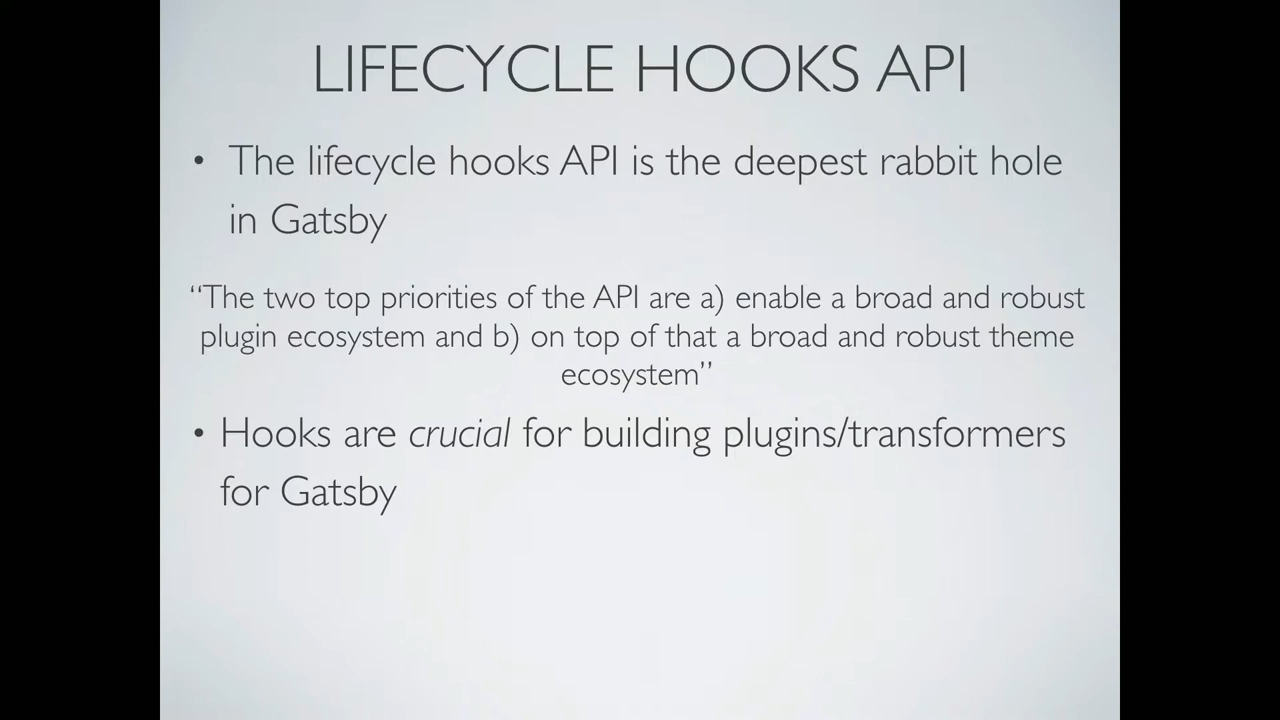 LIFECYCLE HOOKS API
• The lifecycle hooks API is the deepest rabbit hole
in Gatsby
“The two top priorities of the API are a) enable a broad and robust
plugin ecosystem and b) on top of that a broad and robust theme
ecosystem”
• Hooks are crucial for building plugins/transformers
for Gatsby